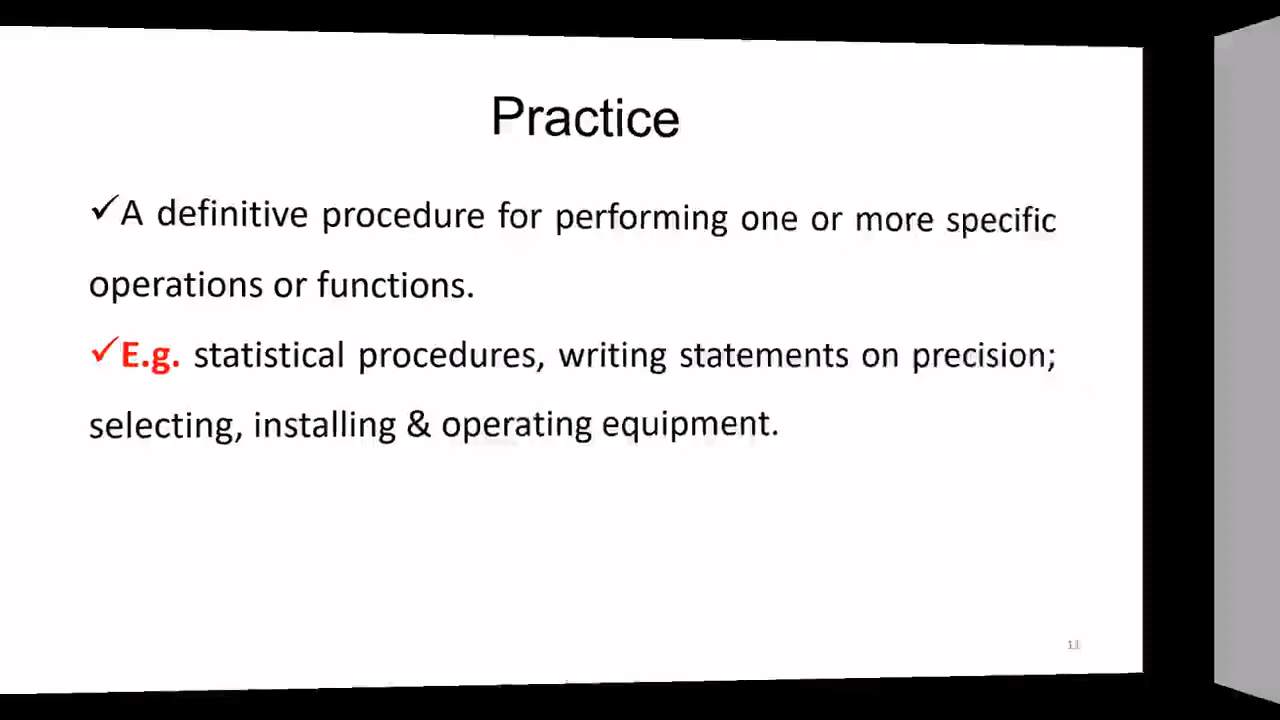 Practice
✓A definitive procedure for performing one or more specific
operations or functions.
✓E.g. statistical procedures, writing statements on precision;
selecting, installing & operating equipment.